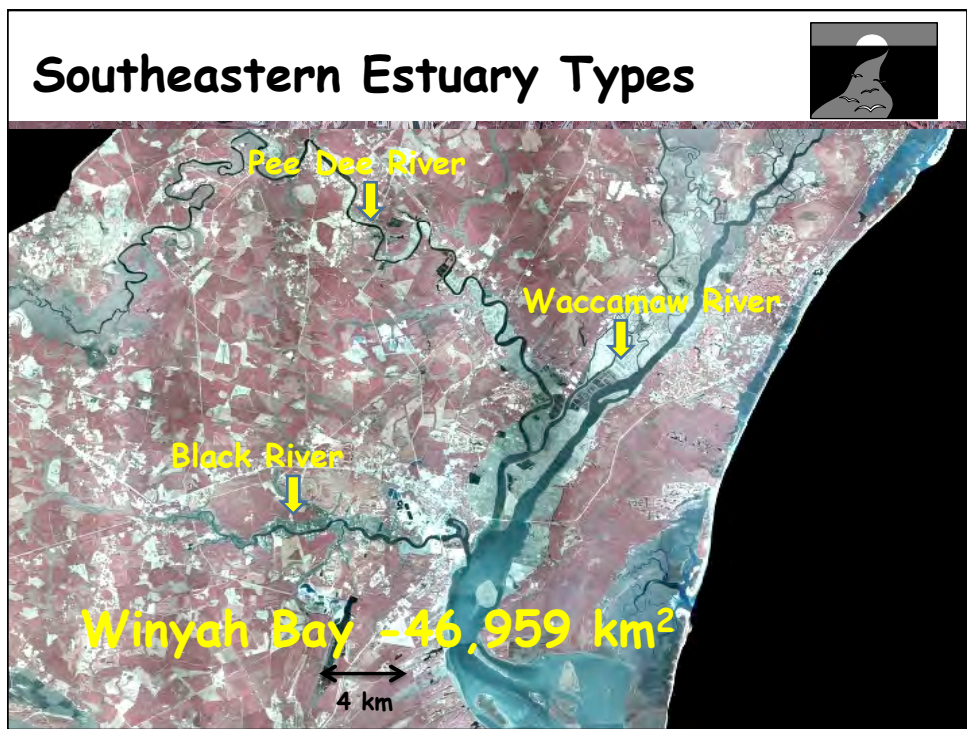 Southeastern Estuary Types
Pee Dee River
Waccamaw River
Black River
Winyah Bay -46,959 km²
4 km